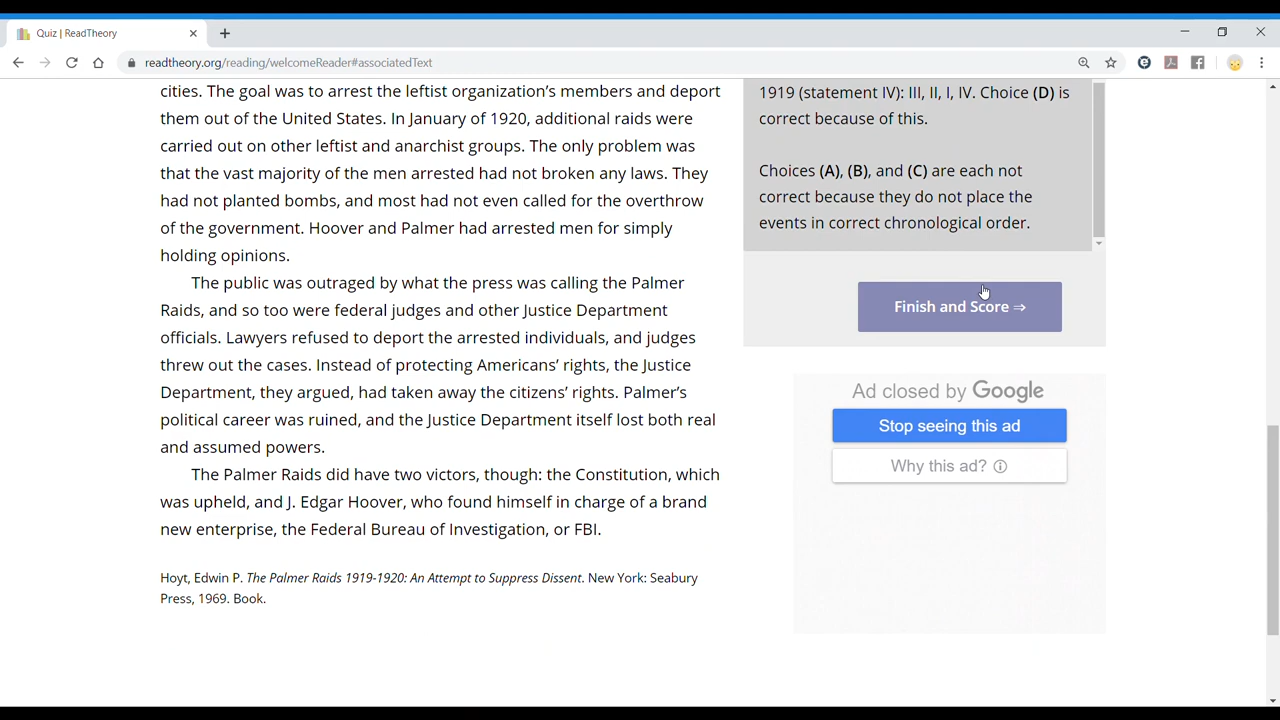 Quiz | ReadTheory
readtheory.org/reading/welcomeReader#associatedText
cities. The goal was to arrest the leftist organization's members and deport
them out of the United States. In January of 1920, additional raids were
carried out on other leftist and anarchist groups. The only problem was
that the vast majority of the men arrested had not broken any laws. They
had not planted bombs, and most had not even called for the overthrow
of the government. Hoover and Palmer had arrested men for simply
holding opinions.
The public was outraged by what the press was calling the Palmer
Raids, and so too were federal judges and other Justice Department
officials. Lawyers refused to deport the arrested individuals, and judges
threw out the cases. Instead of protecting Americans' rights, the Justice
Department, they argued, had taken away the citizens' rights. Palmer's
political career was ruined, and the Justice Department itself lost both real
and assumed powers.
The Palmer Raids did have two victors, though: the Constitution, which
was upheld, and J. Edgar Hoover, who found himself in charge of a brand
new enterprise, the Federal Bureau of Investigation, or FBI.
Hoyt, Edwin P. The Palmer Raids 1919-1920: An Attempt to Suppress Dissent. New York: Seabury
Press, 1969. Book.
1919 (statement IV): III, II, I, IV. Choice (D) is
correct because of this.
Choices (A), (B), and (C) are each not
correct because they do not place the
events in correct chronological order.
Finish and Score ⇒
Ad closed by Google
Stop seeing this ad
Why this ad?